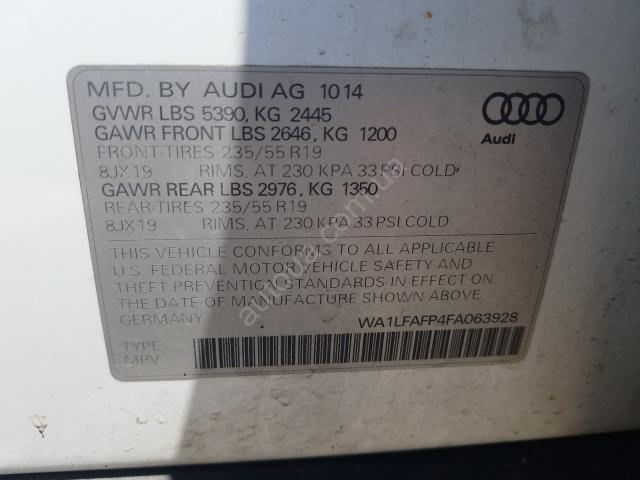 MFD. BY AUDI AG 1014
GVWR LBS 5390, KG 2445
GAWR FRONT LBS 2646, KG 1200
FRONT-TIRES 235/55 R19
8JX19 RIMS, AT 230 KPA 33 PSI COLD
GAWR REAR LBS 2976, KG 1350
REAR-TIRES 235/55 R19
8JX19 RIMS, AT 230 KPA 33 PSI COLD
Audi
THIS VEHICLE CONFORMS TO ALL APPLICABLE
U.S. FEDERAL MOTOR VEHICLE SAFETY AND
THEFT PREVENTION STANDARDS IN EFFECT ON
THE DATE OF MANUFACTURE SHOWN ABOVE
WA1LFAFP4FA063928
TYPE:
MPV